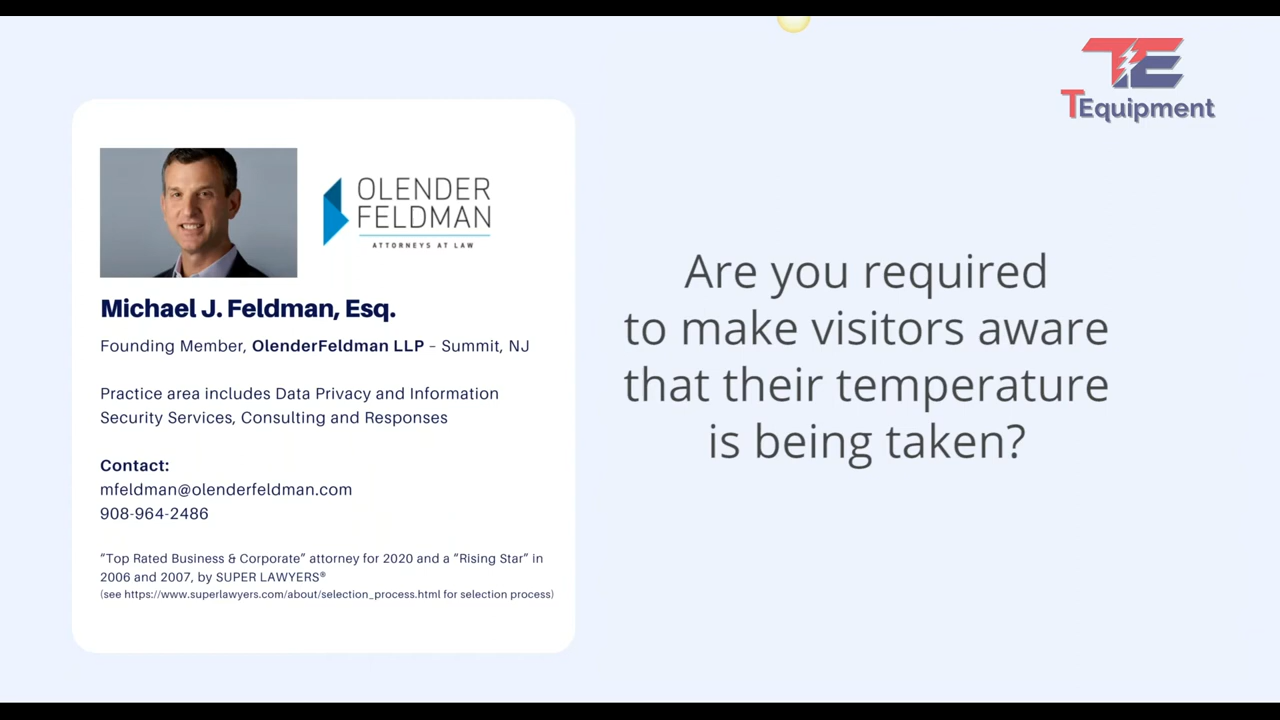 TE
TEquipment
OLENDER
FELDMAN
ATTORNEYS AT LAW
Michael J. Feldman, Esq.
Founding Member, OlenderFeldman LLP – Summit, NJ
Practice area includes Data Privacy and Information
Security Services, Consulting and Responses
Contact:
mfeldman@olenderfeldman.com
908-964-2486
"Top Rated Business & Corporate" attorney for 2020 and a "Rising Star" in
2006 and 2007, by SUPER LAWYERS®
(see https://www.superlawyers.com/about/selection_process.html for selection process)
Are you required
to make visitors aware
that their temperature
is being taken?